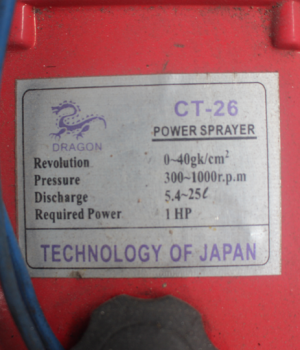 CT-26
DRAGON
POWER SPRAYER
Revolution 0~40gk/cm²
Pressure 300~1000r.p.m
Discharge 5.4~25ℓ
Required Power 1 HP
TECHNOLOGY OF JAPAN